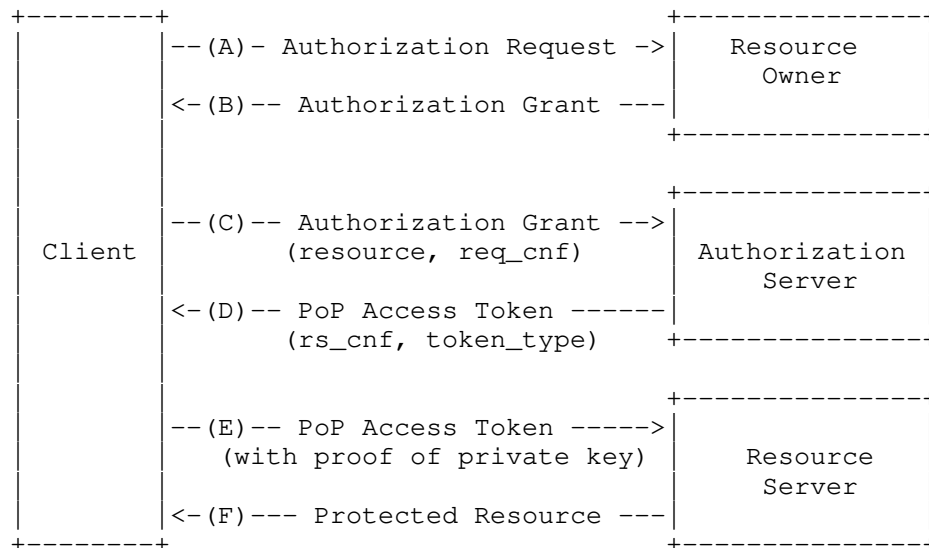 +--------+                                  +---------------
|        |--(A)- Authorization Request ->|   Resource
|        |                               |     Owner
|        |<-(B)-- Authorization Grant ---|
|        |                               +---------------
|        |
|        |                               +---------------
|        |--(C)-- Authorization Grant -->|
| Client |       (resource, req_cnf)     | Authorization
|        |                               |     Server
|        |<-(D)-- PoP Access Token ------|
|        |       (rs_cnf, token_type)    +---------------
|        |
|        |                               +---------------
|        |--(E)-- PoP Access Token ----->|
|        |   (with proof of private key) |    Resource
|        |                               |     Server
|        |<-(F)--- Protected Resource ---|
+--------+                               +---------------